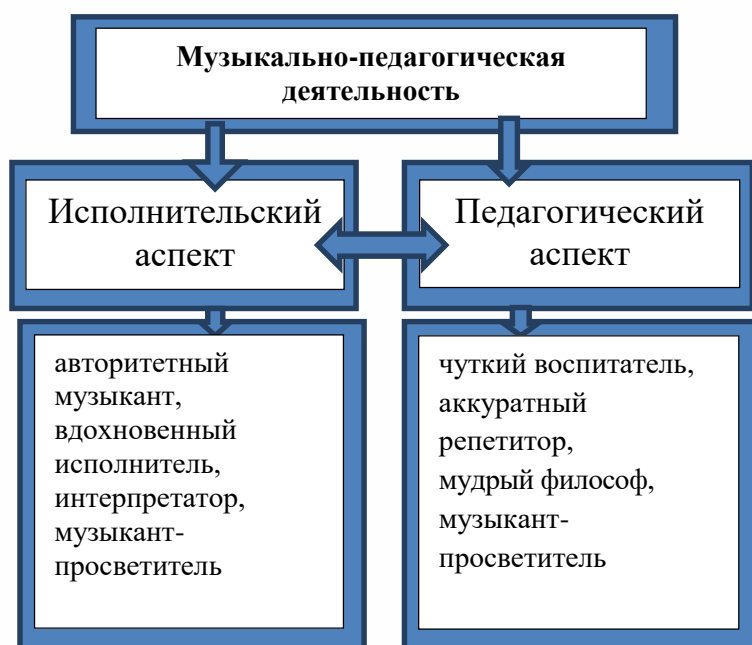 Музыкально-педагогическая
деятельность
Исполнительский
аспект
Педагогический
аспект
авторитетный
музыкант,
вдохновенный
исполнитель,
интерпретатор,
музыкант-
просветитель
чуткий воспитатель,
аккуратный
репетитор,
мудрый философ,
музыкант-
просветитель